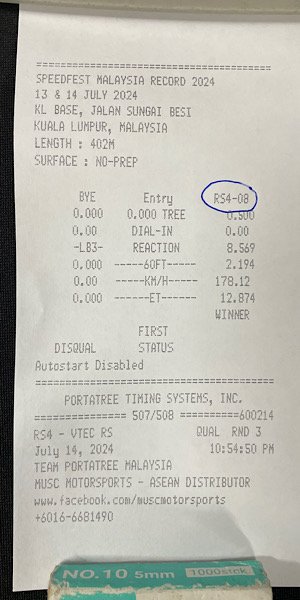 ==============================================
SPEEDFEST MALAYSIA RECORD 2024
13 & 14 JULY 2024
KL BASE, JALAN SUNGAI BESI
KUALA LUMPUR, MALAYSIA
LENGTH : 402M
SURFACE : NO-PREP
BYE Entry RS4-08
0.000 0.000 TREE 0.500
0.00 DIAL-IN 0.00
-LB3- REACTION 8.569
0.000 -----60FT----- 2.194
0.00 -----KM/H----- 178.12
0.000 ------ET------ 12.874
WINNER
FIRST
DISQUAL STATUS
Autostart Disabled
==============================================
PORTATREE TIMING SYSTEMS, INC.
============== 507/508 ==========600214
RS4 - VTEC RS QUAL RND 3
July 14, 2024 10:54:50 PM
TEAM PORTATREE MALAYSIA
MUSC MOTORSPORTS - ASEAN DISTRIBUTOR
www.facebook.com/muscmotorsports
+6016-6681490
NO.10 5mm 1000stick